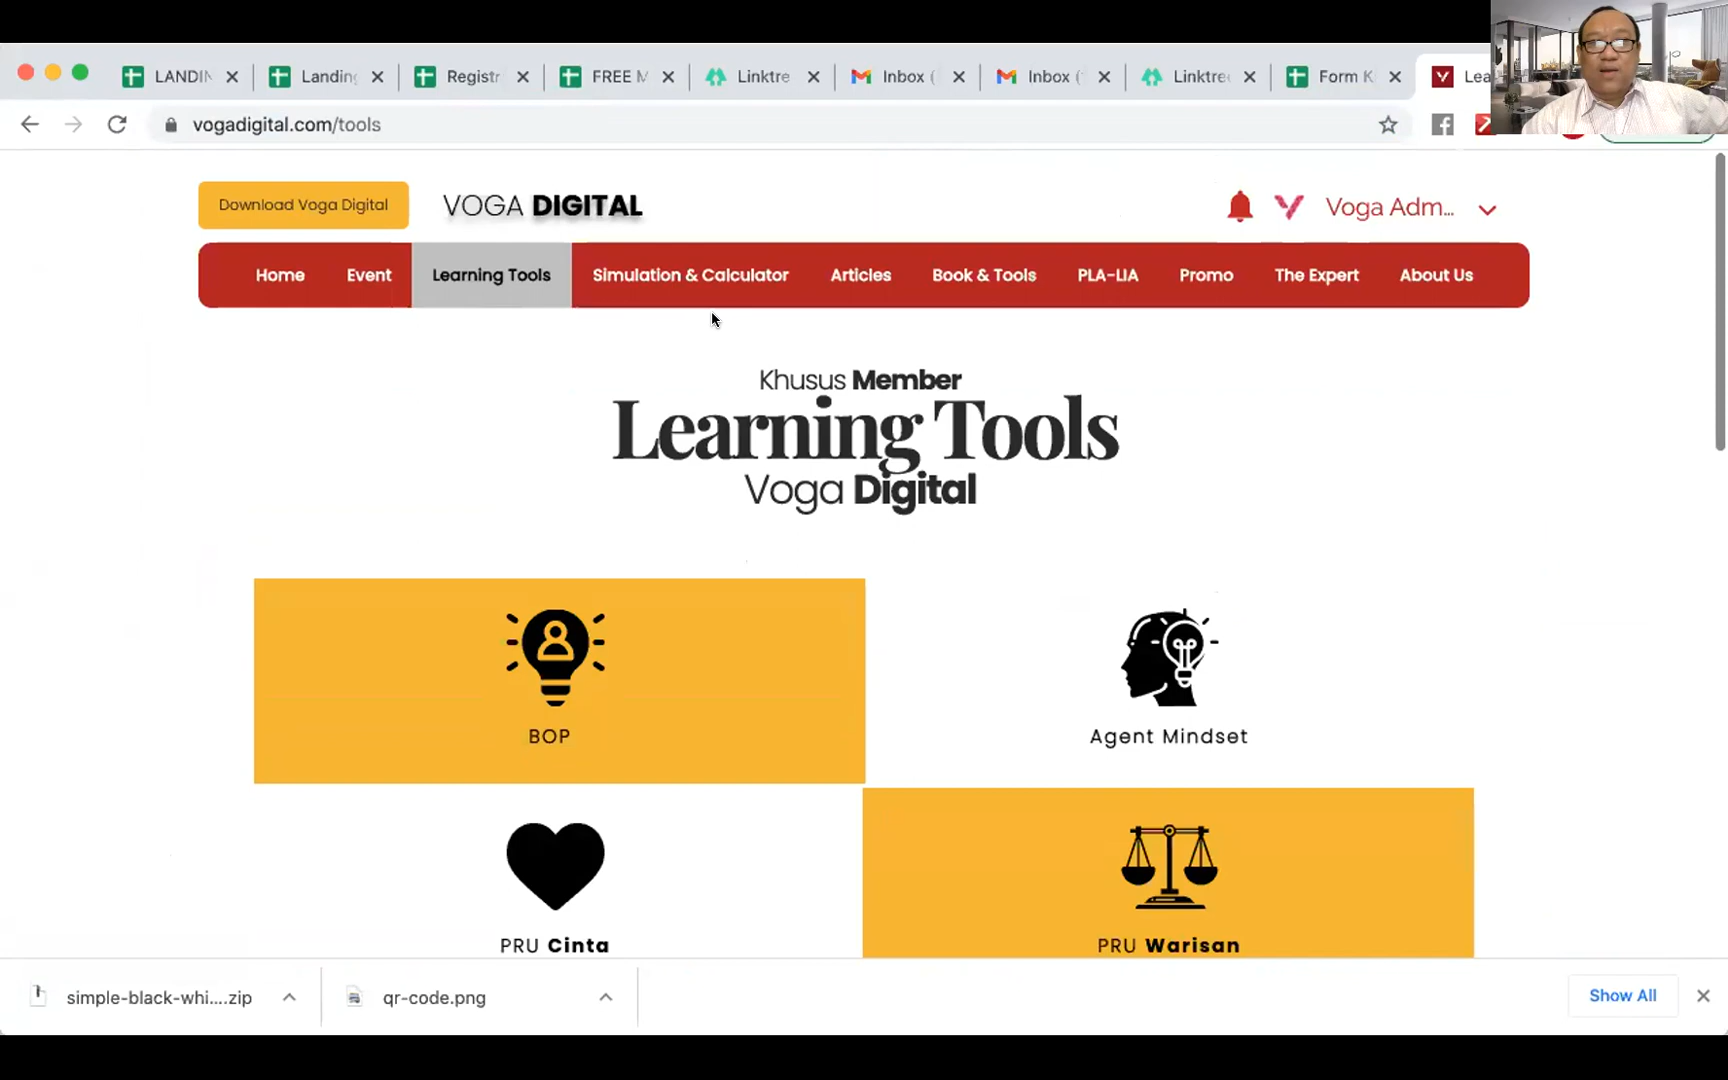 LANDIN
Landing
Registr
FREE M
Linktre
Inbox (
Inbox (
Linktre
Form K
Lea
vogadigital.com/tools
Download Voga Digital
VOGA DIGITAL
Voga Adm...
Home
Event
Learning Tools
Simulation & Calculator
Articles
Book & Tools
PLA-LIA
Promo
The Expert
About Us
Khusus Member
Learning Tools
Voga Digital
BOP
Agent Mindset
PRU Cinta
PRU Warisan
simple-black-whi....zip
qr-code.png
Show All